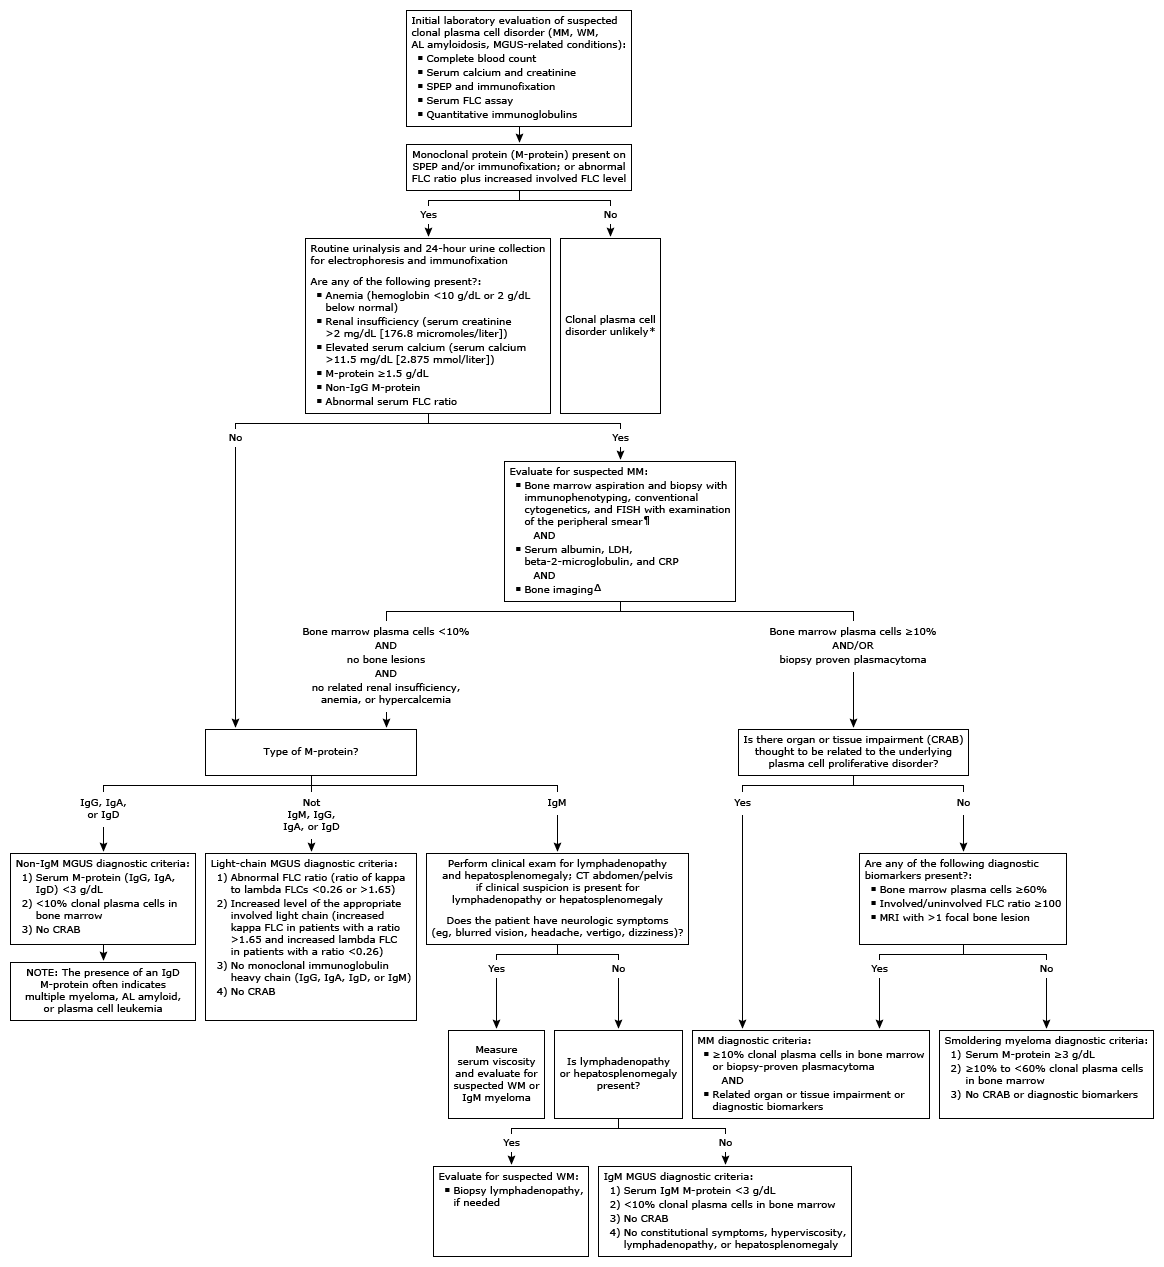 Initial laboratory evaluation of suspected
clonal plasma cell disorder (MM, WM,
AL amyloidosis, MGUS-related conditions):
▪ Complete blood count
▪ Serum calcium and creatinine
▪ SPEP and immunofixation
▪ Serum FLC assay
▪ Quantitative immunoglobulins
Monoclonal protein (M-protein) present on
SPEP and/or immunofixation; or abnormal
FLC ratio plus increased involved FLC level
Yes
No
Routine urinalysis and 24-hour urine collection
for electrophoresis and immunofixation
Are any of the following present?:
▪ Anemia (hemoglobin <10 g/dL or 2 g/dL
below normal)
▪ Renal insufficiency (serum creatinine
>2 mg/dL [176.8 micromoles/liter])
▪ Elevated serum calcium (serum calcium
>11.5 mg/dL [2.875 mmol/liter])
▪ M-protein ≥1.5 g/dL
▪ Non-IgG M-protein
▪ Abnormal serum FLC ratio
Clonal plasma cell
disorder unlikely*
No
Yes
Evaluate for suspected MM:
▪ Bone marrow aspiration and biopsy with
immunophenotyping, conventional
cytogenetics, and FISH with examination
of the peripheral smear¶
AND
▪ Serum albumin, LDH,
beta-2-microglobulin, and CRP
AND
▪ Bone imagingΔ
Bone marrow plasma cells <10%
AND
no bone lesions
AND
no related renal insufficiency,
anemia, or hypercalcemia
Bone marrow plasma cells ≥10%
AND/OR
biopsy proven plasmacytoma
Type of M-protein?
Is there organ or tissue impairment (CRAB)
thought to be related to the underlying
plasma cell proliferative disorder?
IgG, IgA,
or IgD
Not
IgM, IgG,
IgA, or IgD
IgM
Yes
No
Non-IgM MGUS diagnostic criteria:
1) Serum M-protein (IgG, IgA,
IgD) <3 g/dL
2) <10% clonal plasma cells in
bone marrow
3) No CRAB
NOTE: The presence of an IgD
M-protein often indicates
multiple myeloma, AL amyloid,
or plasma cell leukemia
Light-chain MGUS diagnostic criteria:
1) Abnormal FLC ratio (ratio of kappa
to lambda FLCs <0.26 or >1.65)
2) Increased level of the appropriate
involved light chain (increased
kappa FLC in patients with a ratio
>1.65 and increased lambda FLC
in patients with a ratio <0.26)
3) No monoclonal immunoglobulin
heavy chain (IgG, IgA, IgD, or IgM)
4) No CRAB
Perform clinical exam for lymphadenopathy
and hepatosplenomegaly; CT abdomen/pelvis
if clinical suspicion is present for
lymphadenopathy or hepatosplenomegaly
Does the patient have neurologic symptoms
(eg, blurred vision, headache, vertigo, dizziness)?
Are any of the following diagnostic
biomarkers present?:
▪ Bone marrow plasma cells ≥60%
▪ Involved/uninvolved FLC ratio ≥100
▪ MRI with >1 focal bone lesion
Yes
No
Yes
No
Measure
serum viscosity
and evaluate for
suspected WM or
IgM myeloma
Is lymphadenopathy
or hepatosplenomegaly
present?
MM diagnostic criteria:
▪ ≥10% clonal plasma cells in bone marrow
or biopsy-proven plasmacytoma
AND
▪ Related organ or tissue impairment or
diagnostic biomarkers
Smoldering myeloma diagnostic criteria:
1) Serum M-protein ≥3 g/dL
2) ≥10% to <60% clonal plasma cells
in bone marrow
3) No CRAB or diagnostic biomarkers
Yes
No
Evaluate for suspected WM:
▪ Biopsy lymphadenopathy,
if needed
IgM MGUS diagnostic criteria:
1) Serum IgM M-protein <3 g/dL
2) <10% clonal plasma cells in bone marrow
3) No CRAB
4) No constitutional symptoms, hyperviscosity,
lymphadenopathy, or hepatosplenomegaly